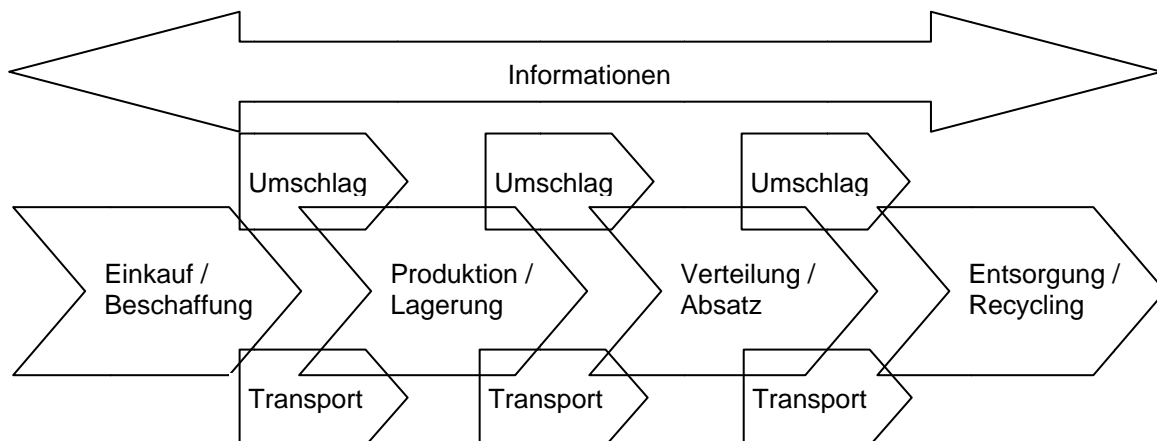 Informationen
Umschlag
Umschlag
Umschlag
Einkauf /
Beschaffung
Produktion /
Lagerung
Verteilung /
Absatz
Entsorgung /
Recycling
Transport
Transport
Transport